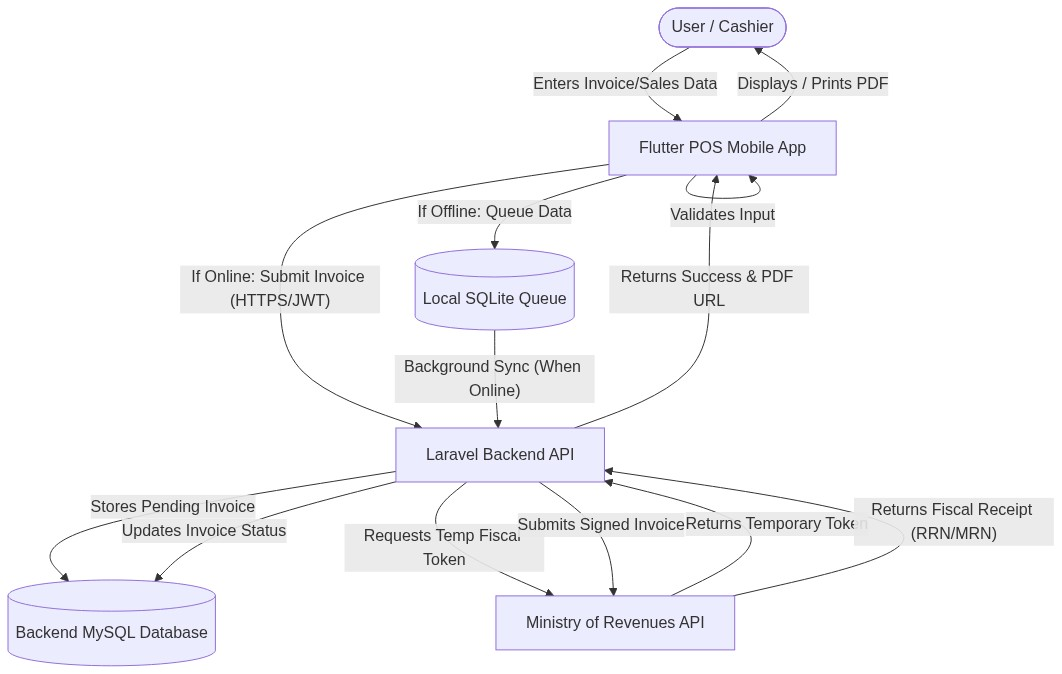 User / Cashier
Enters Invoice/Sales Data
Displays / Prints PDF
Flutter POS Mobile App
If Offline: Queue Data
Validates Input
If Online: Submit Invoice
(HTTPS/JWT)
Returns Success & PDF
URL
Local SQLite Queue
Background Sync (When
Online)
Laravel Backend API
Stores Pending Invoice
Updates Invoice Status
Requests Temp Fiscal
Token
Submits Signed Invoice
Returns Temporary Token
Returns Fiscal Receipt
(RRN/MRN)
Backend MySQL Database
Ministry of Revenues API